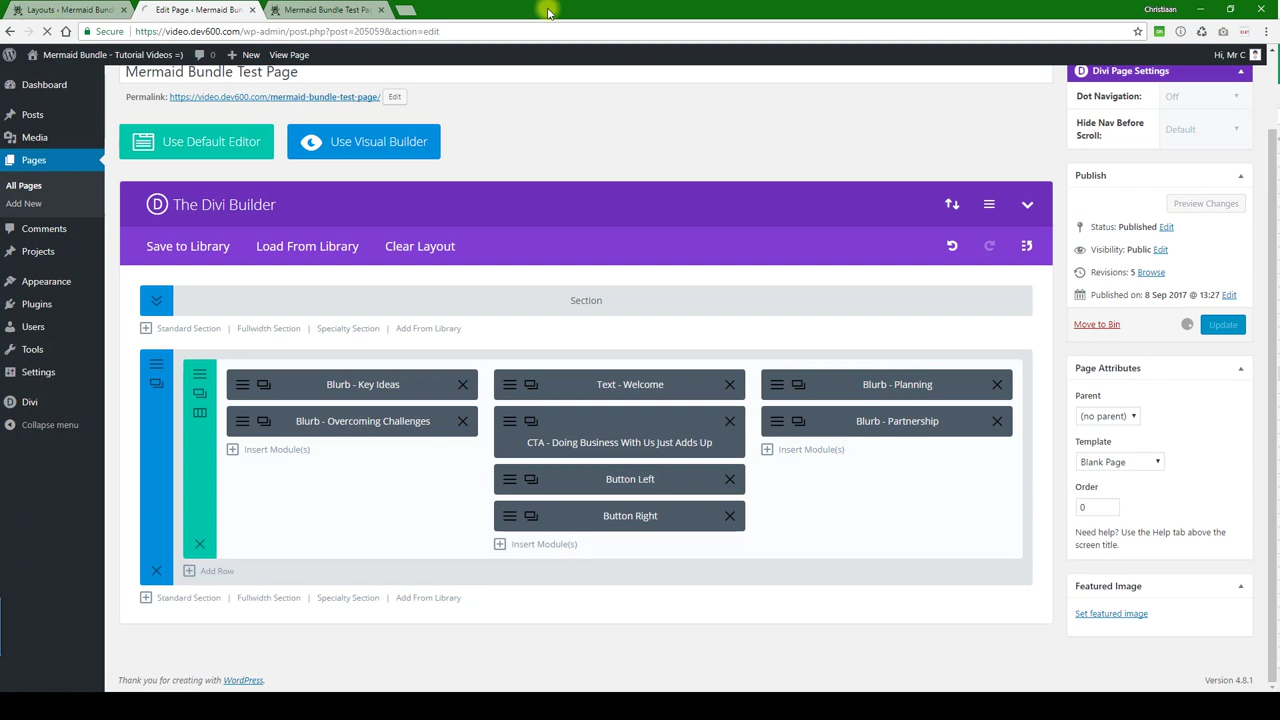 Layouts ‹ Mermaid Bundl
Edit Page ‹ Mermaid Bun
Mermaid Bundle Test Pag
Christiaan
Secure
https://video.dev600.com/wp-admin/post.php?post=205059&action=edit
Mermaid Bundle - Tutorial Videos =)
0
New
View Page
Hi, Mr C
Dashboard
Posts
Media
Pages
All Pages
Add New
Comments
Projects
Appearance
Plugins
Users
Tools
Settings
Divi
Collapse menu
Mermaid Bundle Test Page
Permalink: https://video.dev600.com/mermaid-bundle-test-page/ Edit
Use Default Editor
Use Visual Builder
D The Divi Builder
Save to Library
Load From Library
Clear Layout
Section
Standard Section | Fullwidth Section | Specialty Section | Add From Library
Blurb - Key Ideas
Blurb - Overcoming Challenges
Insert Module(s)
Text - Welcome
CTA - Doing Business With Us Just Adds Up
Button Left
Button Right
Insert Module(s)
Blurb - Planning
Blurb - Partnership
Insert Module(s)
Add Row
Standard Section | Fullwidth Section | Specialty Section | Add From Library
Thank you for creating with WordPress.
D Divi Page Settings
Dot Navigation: Off
Hide Nav Before Scroll: Default
Publish
Preview Changes
Status: Published Edit
Visibility: Public Edit
Revisions: 5 Browse
Published on: 8 Sep 2017 @ 13:27 Edit
Move to Bin
Update
Page Attributes
Parent
(no parent)
Template
Blank Page
Order
0
Need help? Use the Help tab above the
screen title.
Featured Image
Set featured image
Version 4.8.1